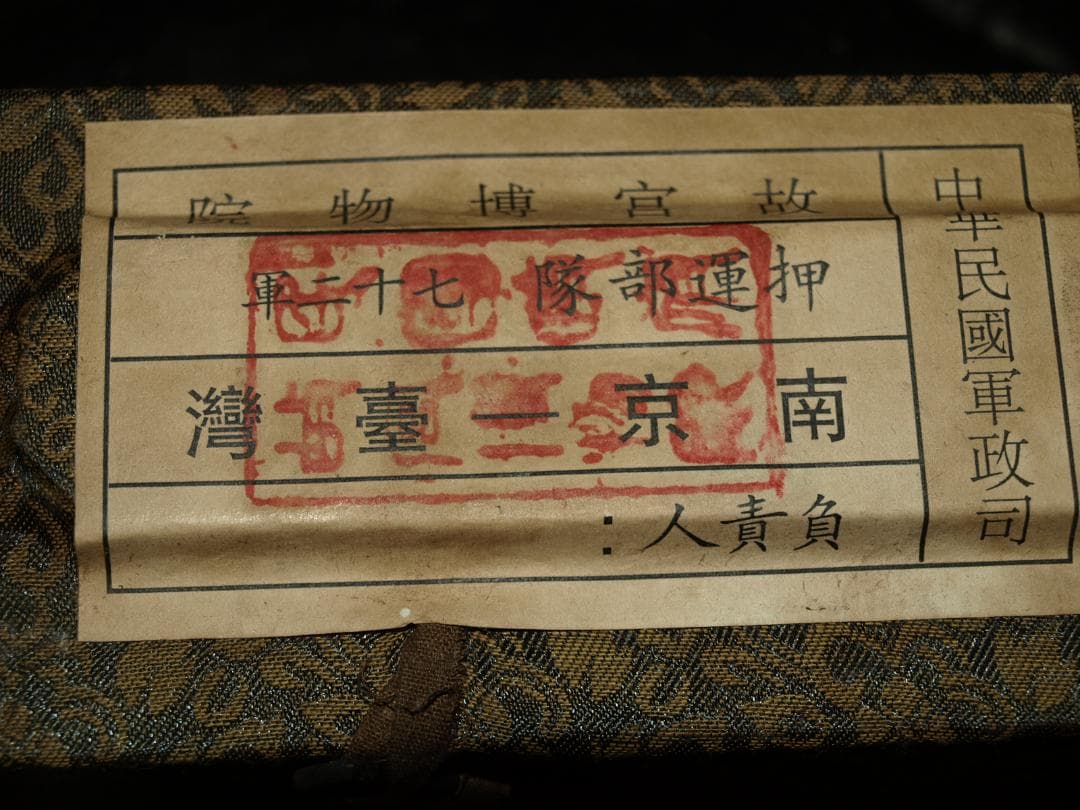 中華民國軍政司
故宮博物院
押運部隊 七十二軍
南京—臺灣
負責人：